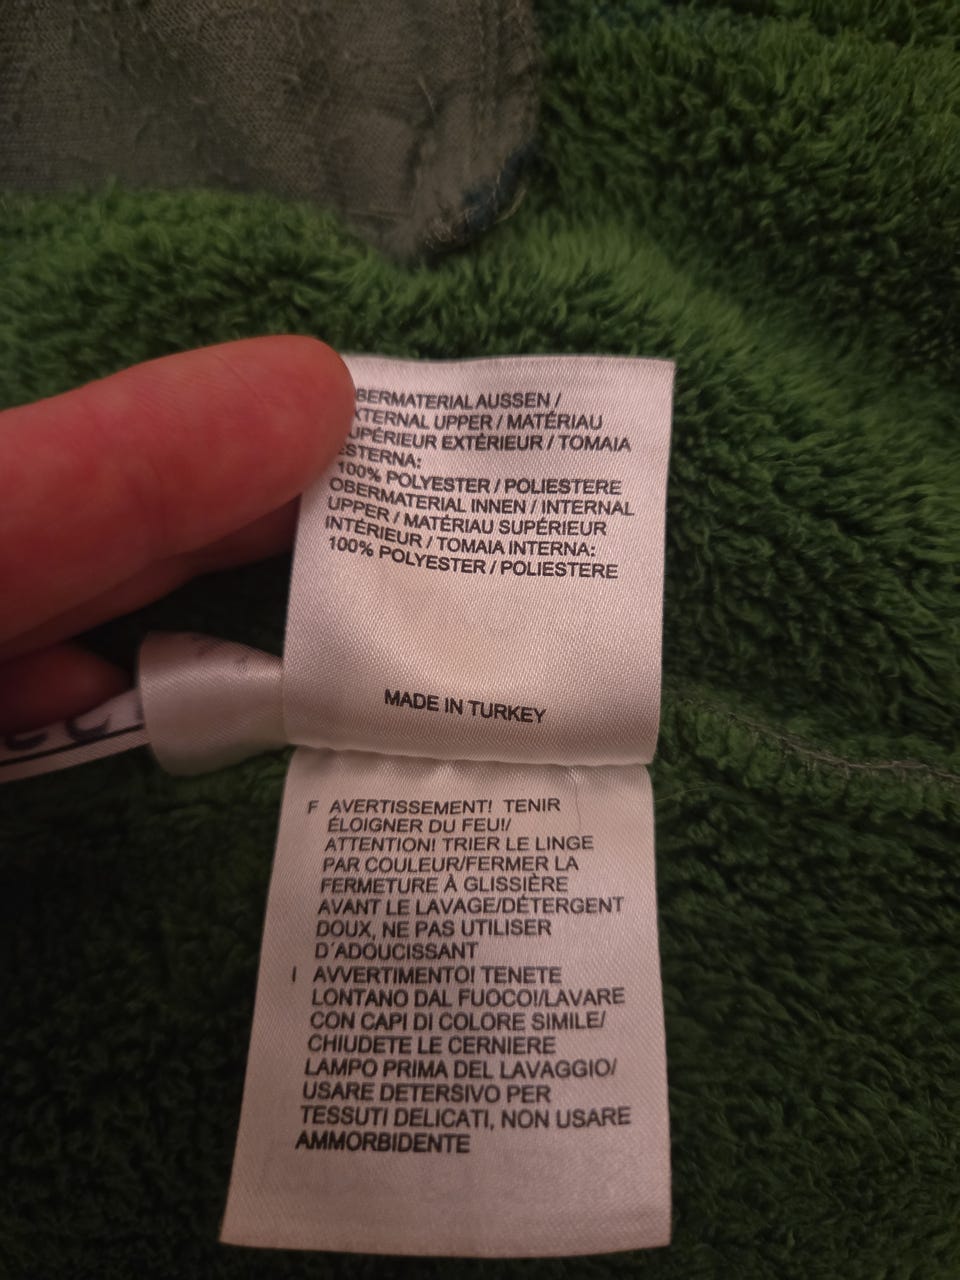 BERMATERIAL AUSSEN /
XTERNAL UPPER / MATÉRIAU
UPÉRIEUR EXTÉRIEUR / TOMAIA
ESTERNA:
100% POLYESTER / POLIESTERE
OBERMATERIAL INNEN / INTERNAL
UPPER / MATÉRIAU SUPÉRIEUR
INTÉRIEUR / TOMAIA INTERNA:
100% POLYESTER / POLIESTERE
MADE IN TURKEY
F AVERTISSEMENT! TENIR
ÉLOIGNER DU FEU!/
ATTENTION! TRIER LE LINGE
PAR COULEUR/FERMER LA
FERMETURE À GLISSIÈRE
AVANT LE LAVAGE/DÉTERGENT
DOUX, NE PAS UTILISER
D´ADOUCISSANT
I AVVERTIMENTO! TENETE
LONTANO DAL FUOCO!/LAVARE
CON CAPI DI COLORE SIMILE/
CHIUDETE LE CERNIERE
LAMPO PRIMA DEL LAVAGGIO/
USARE DETERSIVO PER
TESSUTI DELICATI, NON USARE
AMMORBIDENTE